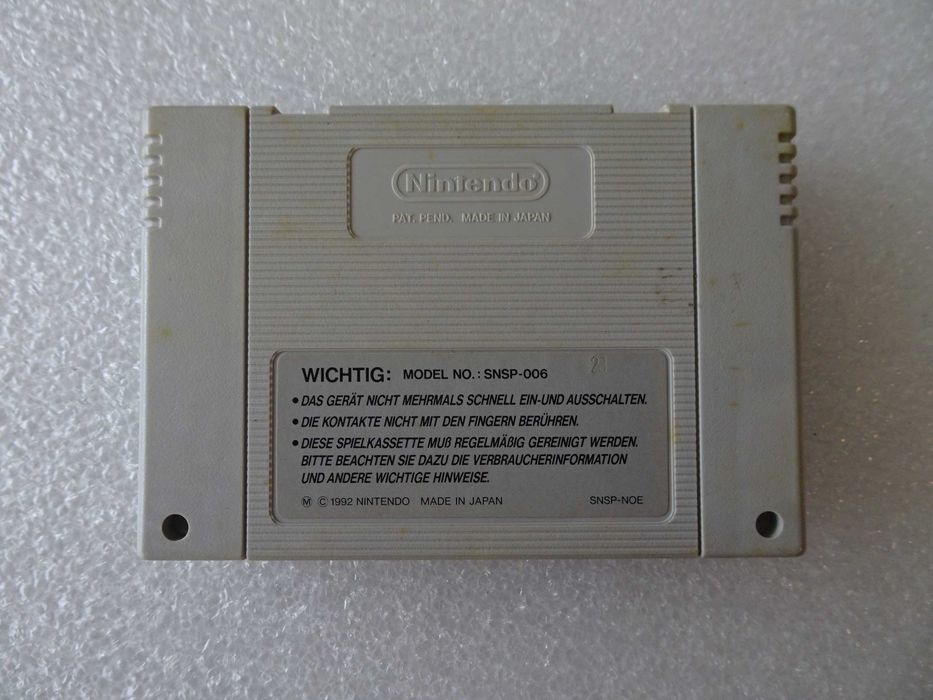 Nintendo®
PAT. PEND. MADE IN JAPAN
WICHTIG: MODEL NO.: SNSP-006
• DAS GERÄT NICHT MEHRMALS SCHNELL EIN-UND AUSSCHALTEN.
• DIE KONTAKTE NICHT MIT DEN FINGERN BERÜHREN.
• DIESE SPIELKASSETTE MUß REGELMÄßIG GEREINIGT WERDEN.
BITTE BEACHTEN SIE DAZU DIE VERBRAUCHERINFORMATION
UND ANDERE WICHTIGE HINWEISE.
Ⓜ © 1992 NINTENDO MADE IN JAPAN SNSP-NOE